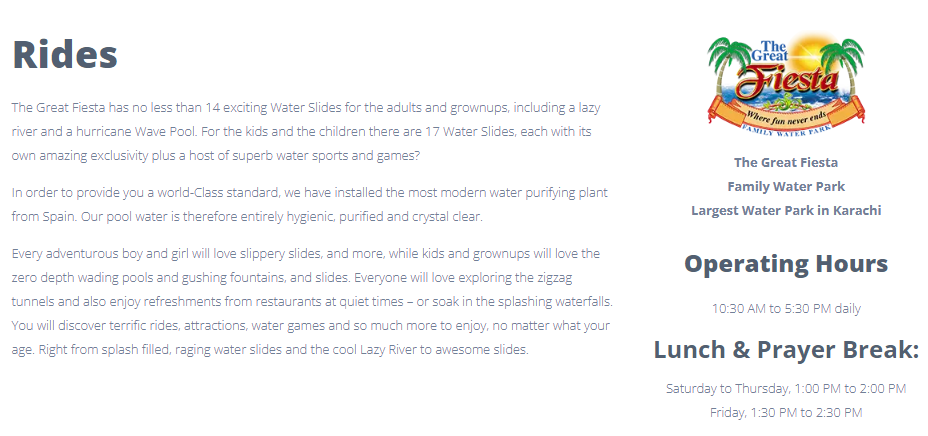 Rides
The Great Fiesta has no less than 14 exciting Water Slides for the adults and grownups, including a lazy
river and a hurricane Wave Pool. For the kids and the children there are 17 Water Slides, each with its
own amazing exclusivity plus a host of superb water sports and games?
In order to provide you a world-Class standard, we have installed the most modern water purifying plant
from Spain. Our pool water is therefore entirely hygienic, purified and crystal clear.
Every adventurous boy and girl will love slippery slides, and more, while kids and grownups will love the
zero depth wading pools and gushing fountains, and slides. Everyone will love exploring the zigzag
tunnels and also enjoy refreshments from restaurants at quiet times – or soak in the splashing waterfalls.
You will discover terrific rides, attractions, water games and so much more to enjoy, no matter what your
age. Right from splash filled, raging water slides and the cool Lazy River to awesome slides.
The
Great
Fiesta
Where fun never ends
FAMILY WATER PARK
The Great Fiesta
Family Water Park
Largest Water Park in Karachi
Operating Hours
10:30 AM to 5:30 PM daily
Lunch & Prayer Break:
Saturday to Thursday, 1:00 PM to 2:00 PM
Friday, 1:30 PM to 2:30 PM